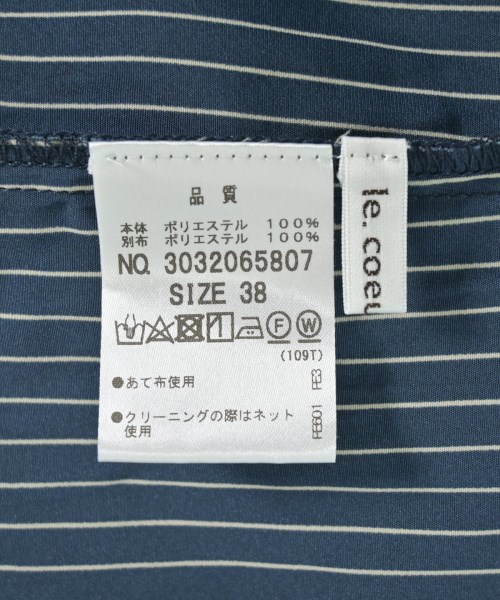 品質
本体 ポリエステル 100%
別布 ポリエステル 100%
NO. 3032065807
SIZE 38
F W
(109T)
●あて布使用
●クリーニングの際はネット
使用
FE3
FE601
le.coeu